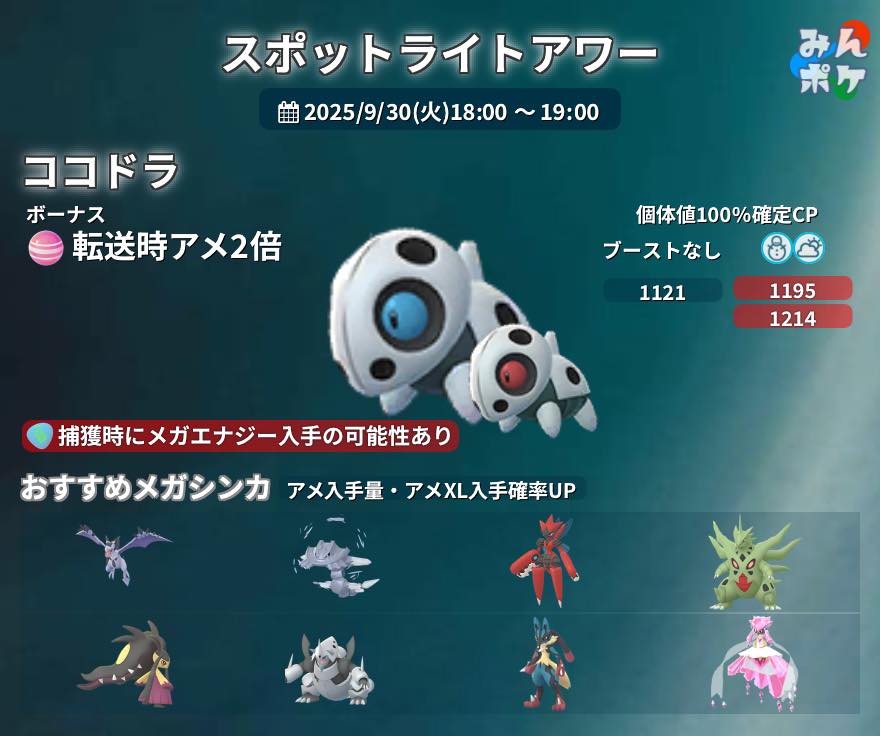 スポットライトアワー
みん
ポケ
2025/9/30(火)18:00 〜 19:00
ココドラ
ボーナス
転送時アメ2倍
個体値100%確定CP
ブーストなし
1121
1195
1214
捕獲時にメガエナジー入手の可能性あり
おすすめメガシンカ アメ入手量・アメXL入手確率UP